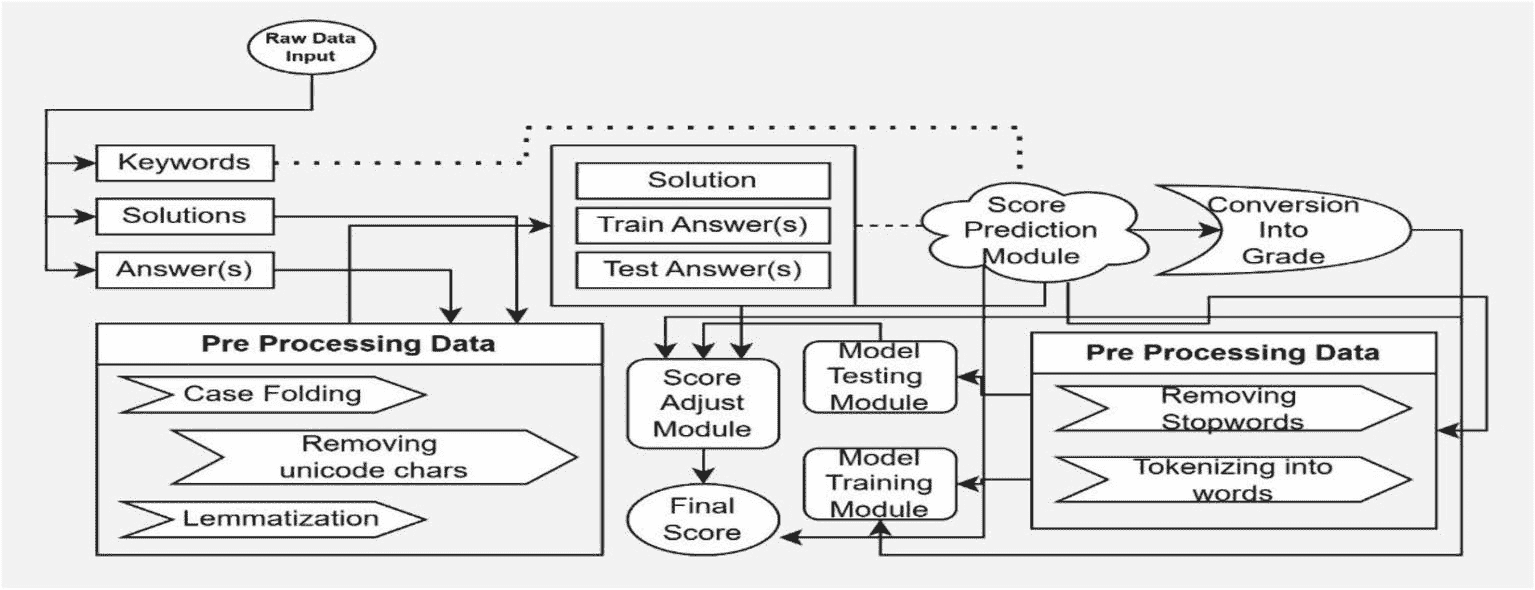 Raw Data
Input
Keywords
Solutions
Answer(s)
Solution
Train Answer(s)
Test Answer(s)
Score
Prediction
Module
Conversion
Into
Grade
Pre Processing Data
Case Folding
Removing
unicode chars
Lemmatization
Score
Adjust
Module
Final
Score
Model
Testing
Module
Model
Training
Module
Pre Processing Data
Removing
Stopwords
Tokenizing into
words